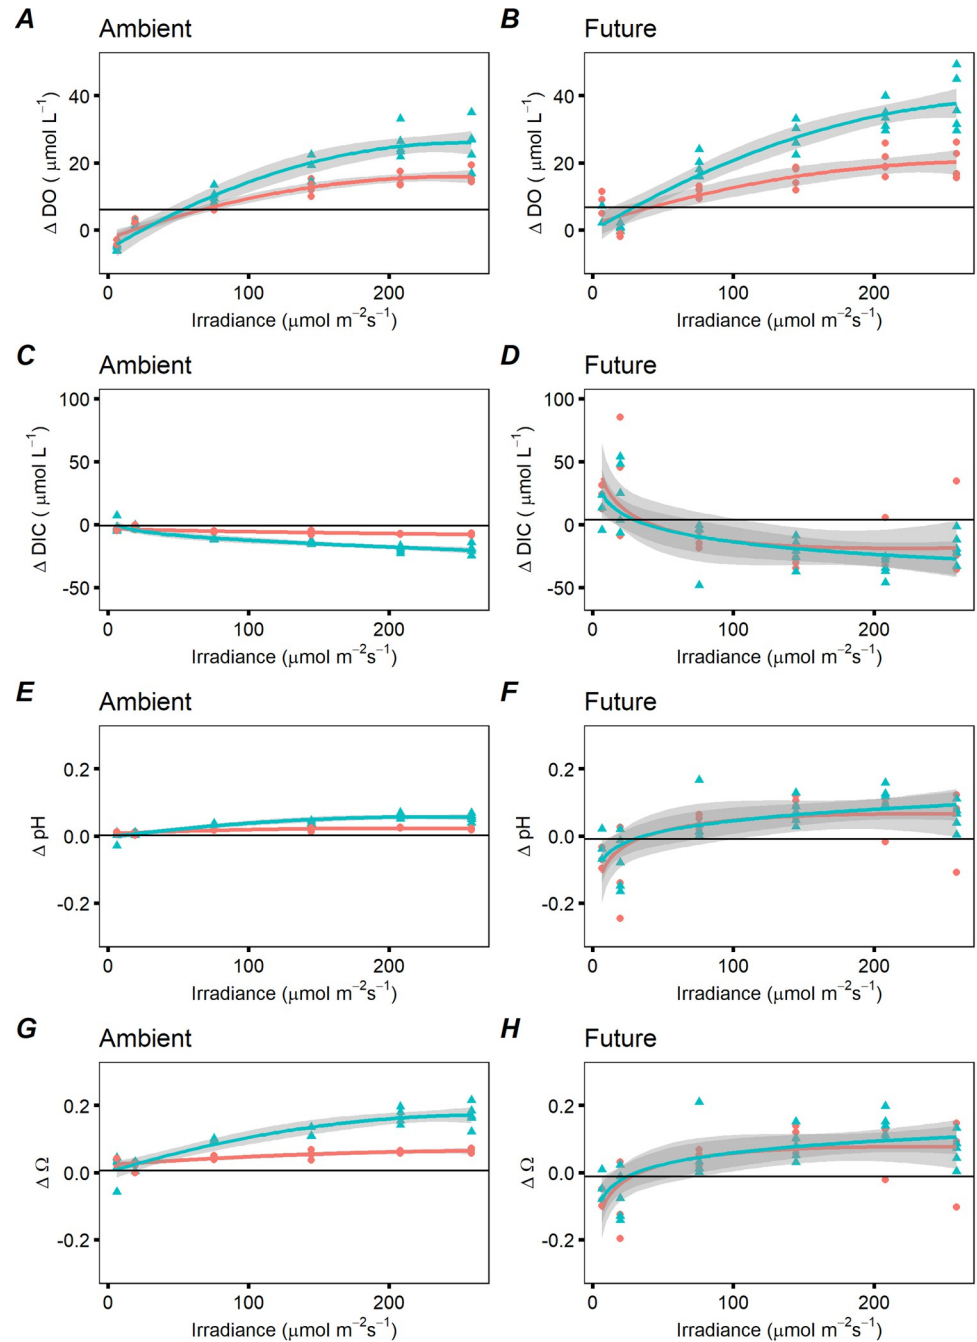 A Ambient
40
20
0
Δ DO ( μmol L⁻¹)
0 100 200
Irradiance (μmol m⁻²s⁻¹)
B Future
40
20
0
Δ DO ( μmol L⁻¹)
0 100 200
Irradiance (μmol m⁻²s⁻¹)
C Ambient
100
50
0
-50
Δ DIC ( μmol L⁻¹)
0 100 200
Irradiance (μmol m⁻²s⁻¹)
D Future
100
50
0
-50
Δ DIC ( μmol L⁻¹)
0 100 200
Irradiance (μmol m⁻²s⁻¹)
E Ambient
0.2
0.0
-0.2
Δ pH
0 100 200
Irradiance (μmol m⁻²s⁻¹)
F Future
0.2
0.0
-0.2
Δ pH
0 100 200
Irradiance (μmol m⁻²s⁻¹)
G Ambient
0.2
0.0
-0.2
Δ Ω
0 100 200
Irradiance (μmol m⁻²s⁻¹)
H Future
0.2
0.0
-0.2
Δ Ω
0 100 200
Irradiance (μmol m⁻²s⁻¹)